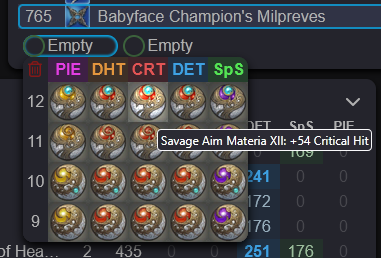 765 Babyface Champion's Milpreves
Empty Empty
PIE DHT CRT DET SpS
12
11
Savage Aim Materia XII: +54 Critical Hit
DET SpS PIE
0 169 0
10
241 0 0
172 0 0
9
176 0 0
of Hea... 2 435 0 0 251 176 0